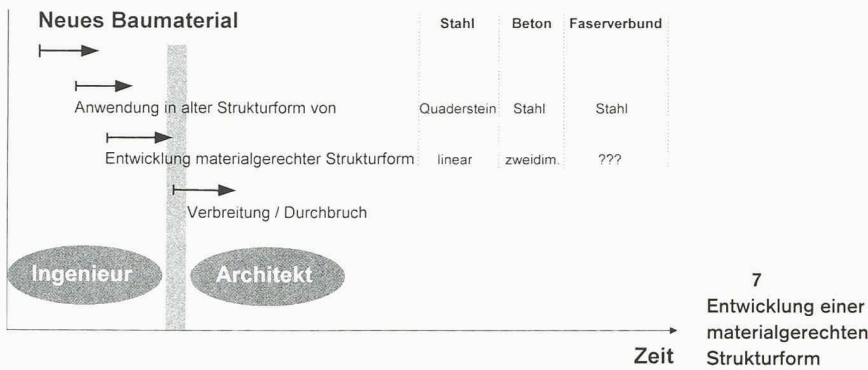 Neues Baumaterial
Stahl Beton Faserverbund
Anwendung in alter Strukturform von Quaderstein Stahl Stahl
Entwicklung materialgerechter Strukturform linear zweidim. ???
Verbreitung / Durchbruch
Ingenieur Architekt
Zeit
7
Entwicklung einer
materialgerechten
Strukturform